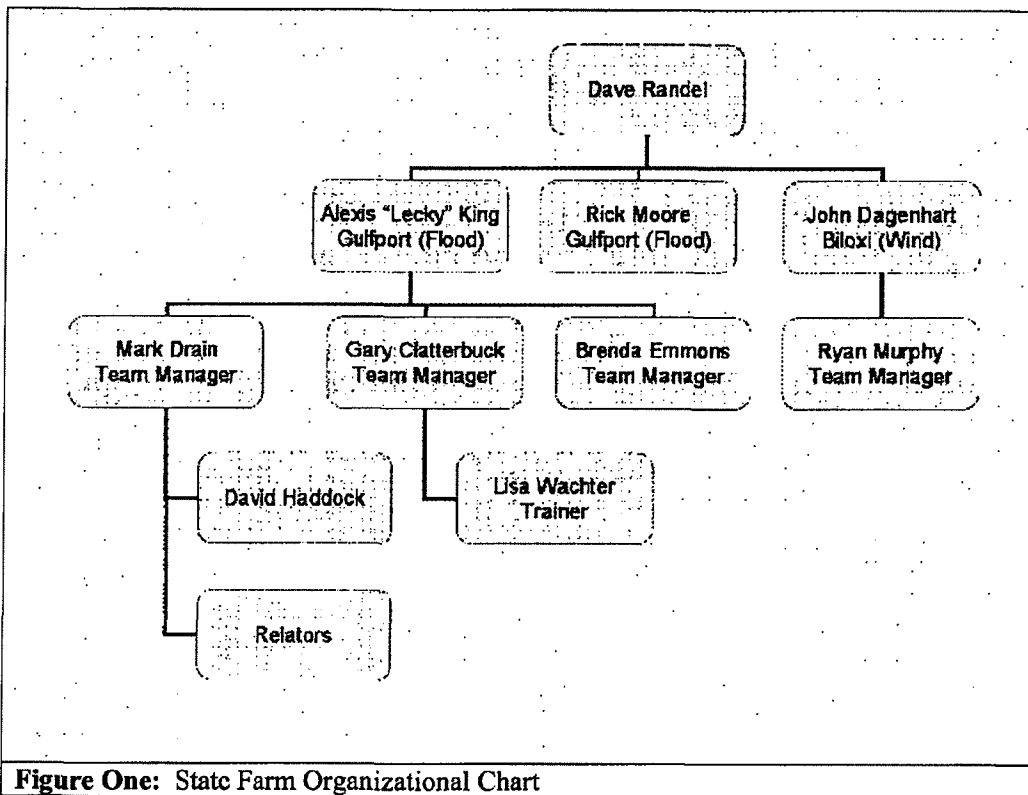 Dave Randel
Alexis "Lecky" King
Gulfport (Flood)
Rick Moore
Gulfport (Flood)
John Dagenhart
Biloxi (Wind)
Mark Drain
Team Manager
Gary Clatterbuck
Team Manager
Brenda Emmons
Team Manager
Ryan Murphy
Team Manager
David Haddock
Lisa Wachter
Trainer
Relators
Figure One: State Farm Organizational Chart